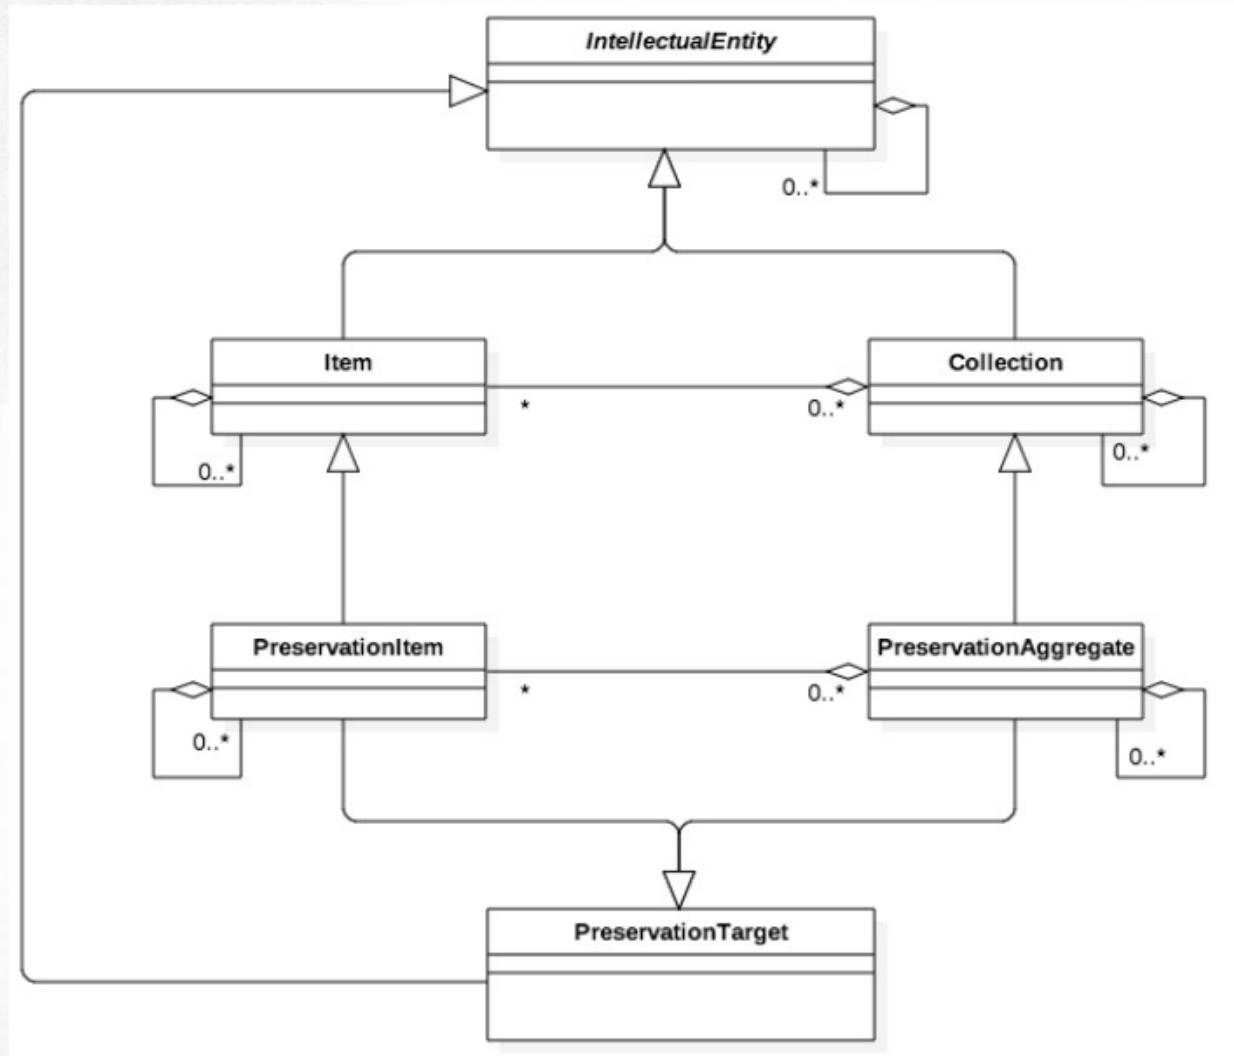 IntellectualEntity
0..*
Item
Collection
*
0..*
0..*
0..*
PreservationItem
PreservationAggregate
*
0..*
0..*
0..*
PreservationTarget